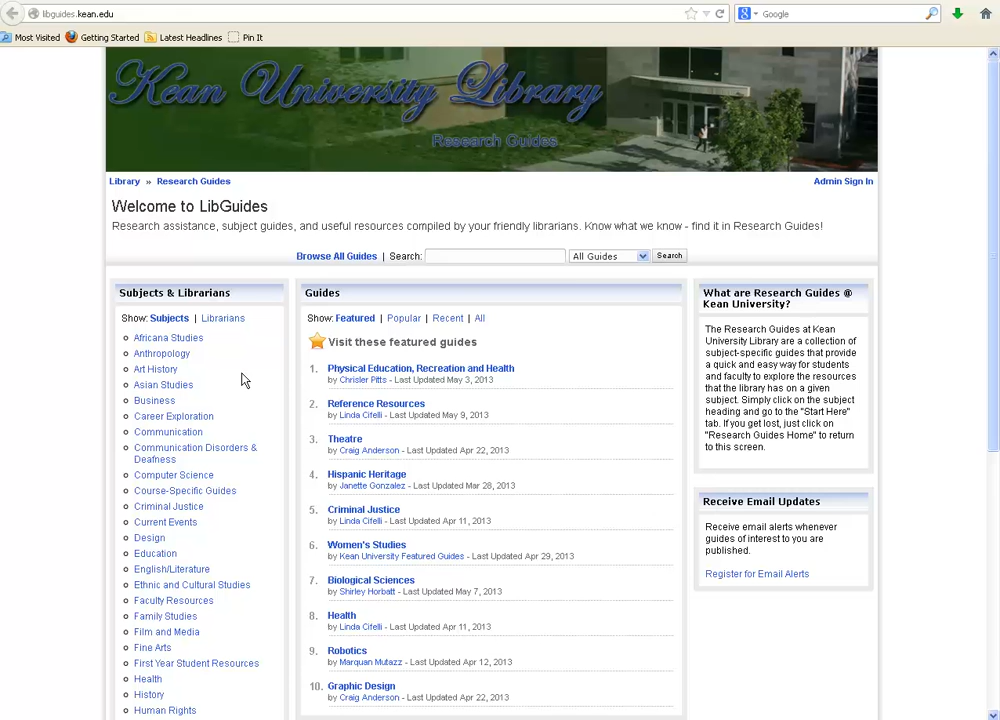 libguides.kean.edu
Google
Most Visited
Getting Started
Latest Headlines
Pin It
Kean University Library
Research Guides
Library » Research Guides
Admin Sign In
Welcome to LibGuides
Research assistance, subject guides, and useful resources compiled by your friendly librarians. Know what we know - find it in Research Guides!
Browse All Guides | Search: All Guides Search
Subjects & Librarians
Show: Subjects | Librarians
Africana Studies
Anthropology
Art History
Asian Studies
Business
Career Exploration
Communication
Communication Disorders &
Deafness
Computer Science
Course-Specific Guides
Criminal Justice
Current Events
Design
Education
English/Literature
Ethnic and Cultural Studies
Faculty Resources
Family Studies
Film and Media
Fine Arts
First Year Student Resources
Health
History
Human Rights
Guides
Show: Featured | Popular | Recent | All
Visit these featured guides
1. Physical Education, Recreation and Health
by Chrisler Pitts - Last Updated May 3, 2013
2. Reference Resources
by Linda Cifelli - Last Updated May 9, 2013
3. Theatre
by Craig Anderson - Last Updated Apr 22, 2013
4. Hispanic Heritage
by Janette Gonzalez - Last Updated Mar 28, 2013
5. Criminal Justice
by Linda Cifelli - Last Updated Apr 11, 2013
6. Women's Studies
by Kean University Featured Guides - Last Updated Apr 29, 2013
7. Biological Sciences
by Shirley Horbatt - Last Updated May 7, 2013
8. Health
by Linda Cifelli - Last Updated Apr 11, 2013
9. Robotics
by Marquan Mutazz - Last Updated Apr 12, 2013
10. Graphic Design
by Craig Anderson - Last Updated Apr 22, 2013
What are Research Guides @
Kean University?
The Research Guides at Kean
University Library are a collection
of subject-specific guides that provide
a quick and easy way for students
and faculty to explore the resources
that the library has on a given
subject. Simply click on the subject
heading and go to the "Start Here"
tab. If you get lost, just click on
"Research Guides Home" to return
to this screen.
Receive Email Updates
Receive email alerts whenever
guides of interest to you are
published.
Register for Email Alerts